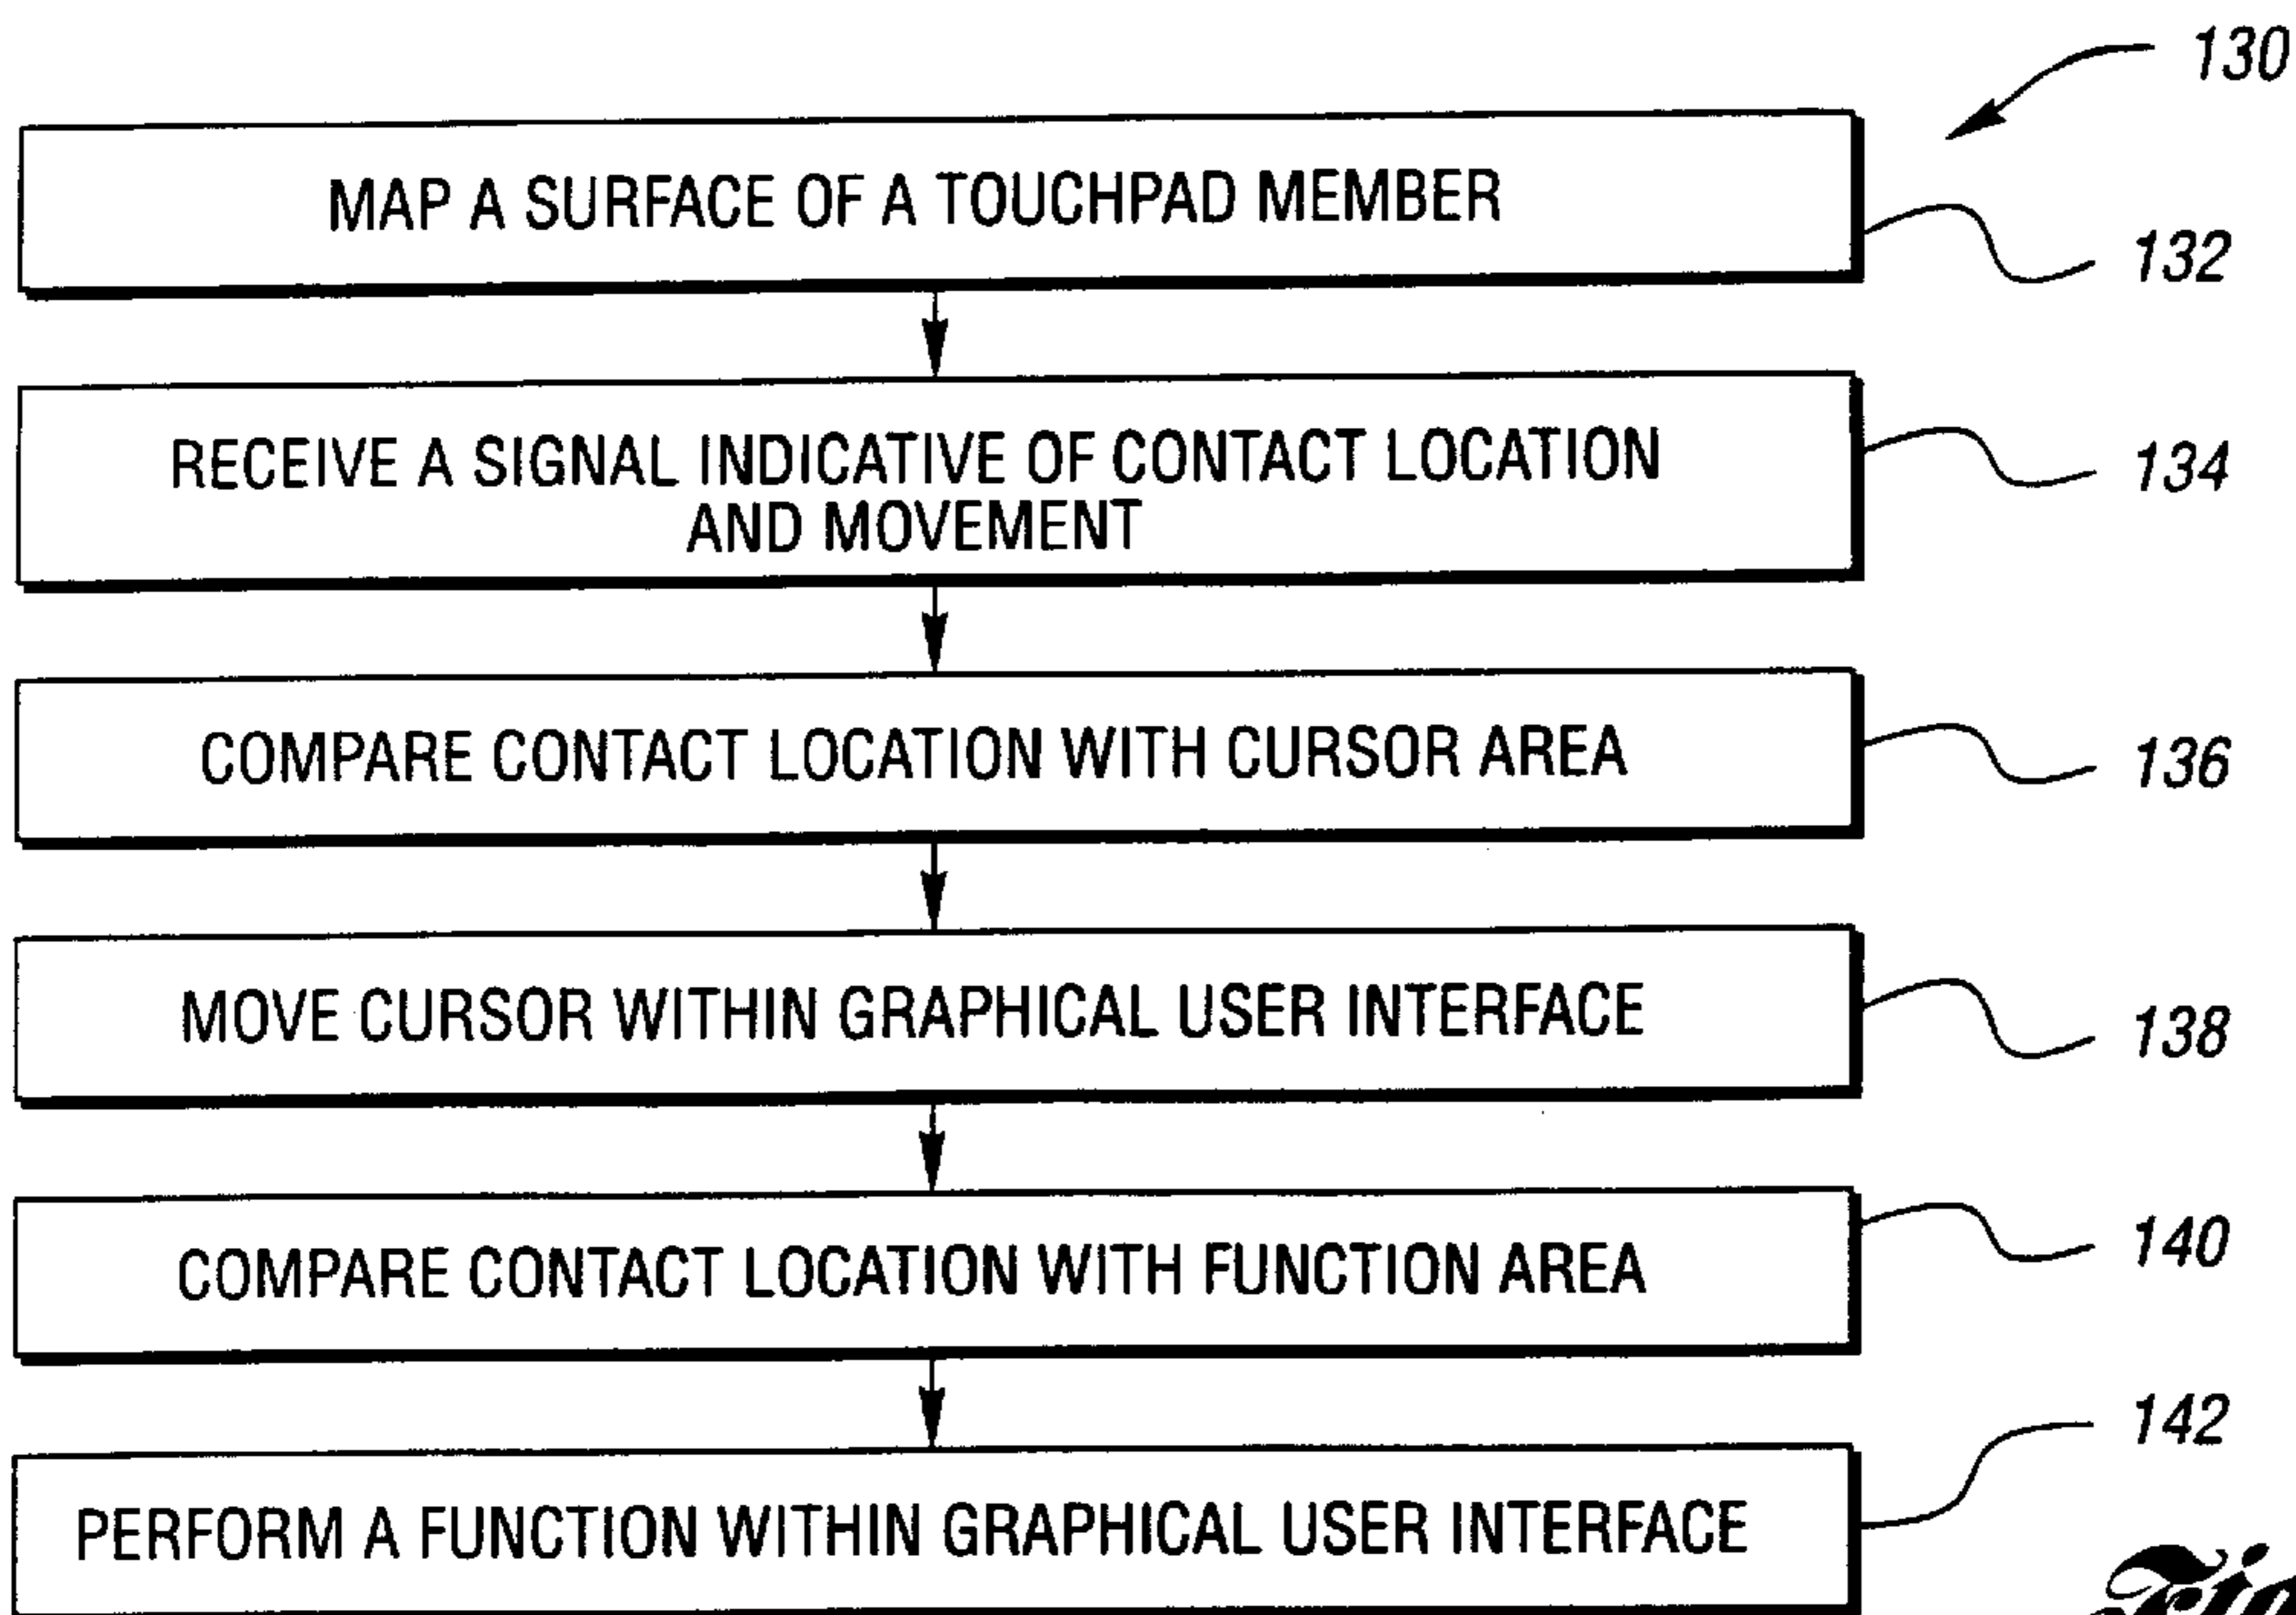 130
MAP A SURFACE OF A TOUCHPAD MEMBER
132
RECEIVE A SIGNAL INDICATIVE OF CONTACT LOCATION
AND MOVEMENT
134
COMPARE CONTACT LOCATION WITH CURSOR AREA
136
MOVE CURSOR WITHIN GRAPHICAL USER INTERFACE
138
COMPARE CONTACT LOCATION WITH FUNCTION AREA
140
PERFORM A FUNCTION WITHIN GRAPHICAL USER INTERFACE
142